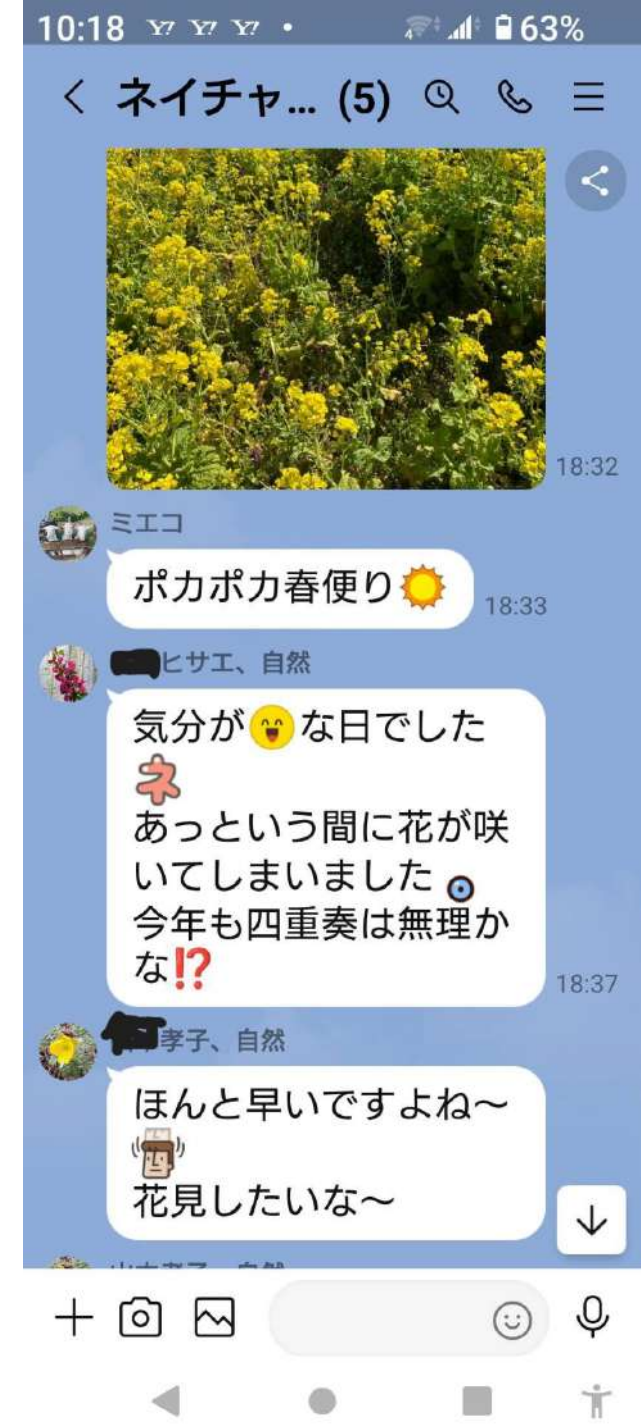 10:18 Y! Y! Y! • 63%
ネイチャ… (5)
18:32
ミエコ
ポカポカ春便り
18:33
ヒサエ、自然
気分がな日でした
ネ
あっという間に花が咲
いてしまいました
今年も四重奏は無理か
な⁉
18:37
孝子、自然
ほんと早いですよね〜
花見したいな〜